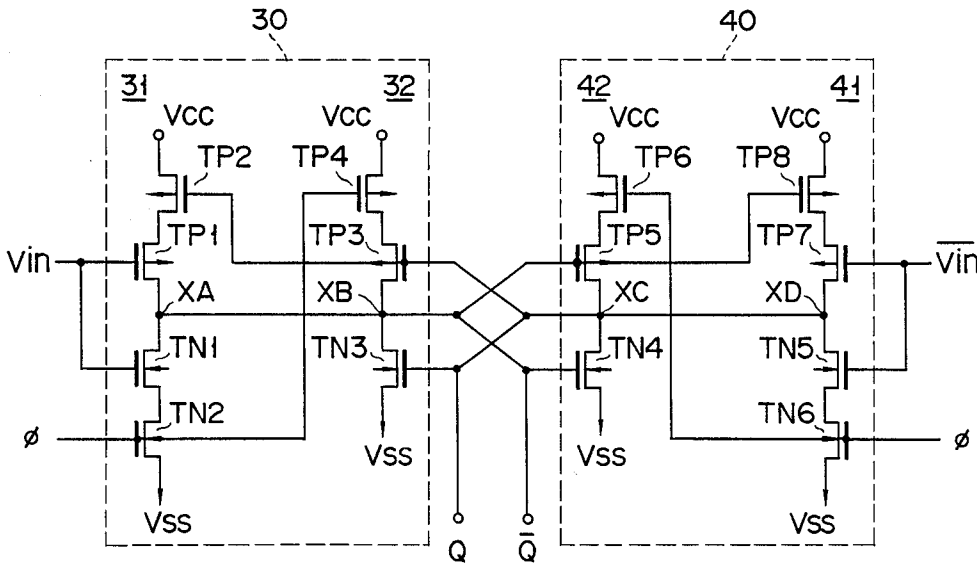 30
40
31
32
42
41
VCC
VCC
VCC
VCC
TP2
TP4
TP6
TP8
Vin
TP1
TP3
TP5
TP7
V̅i̅n̅
XA
XB
XC
XD
TN1
TN3
TN4
TN5
ø
TN2
TN6
ø
VSS
VSS
VSS
VSS
Q
Q̅